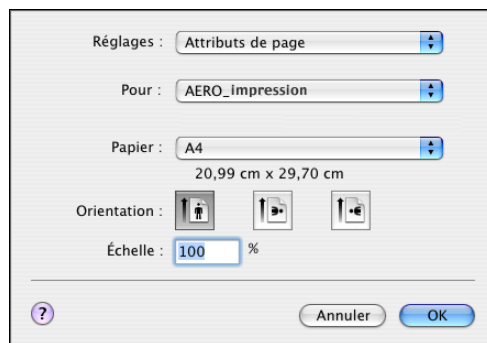 Réglages : Attributs de page
Pour : AERO_impression
Papier : A4
20,99 cm x 29,70 cm
Orientation :
Échelle : 100 %
? Annuler OK